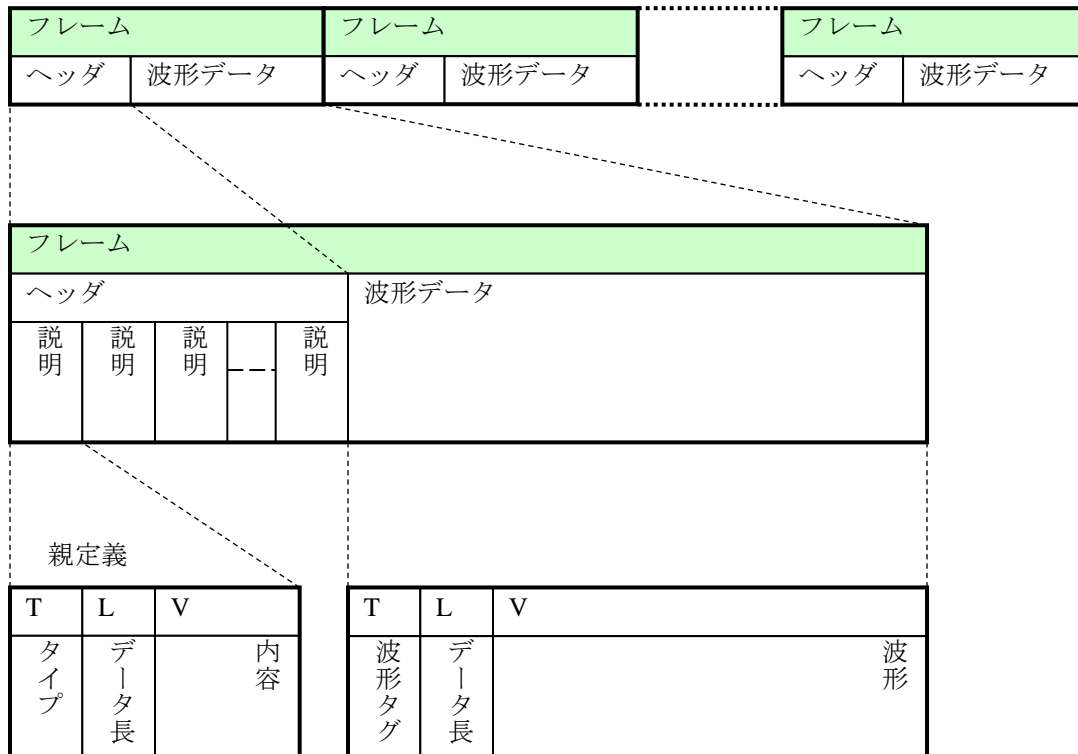 フレーム フレーム フレーム
ヘッダ 波形データ ヘッダ 波形データ ヘッダ 波形データ
フレーム
ヘッダ 波形データ
説明 説明 説明 説明
親定義
T L V T L V
タイプ データ長 内容 波形タグ データ長 波形